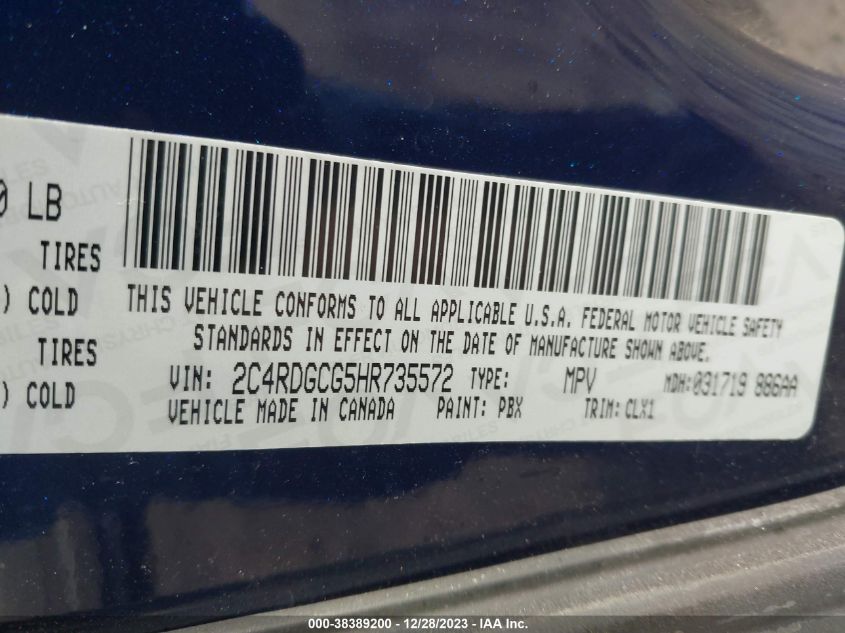 0 LB
TIRES
) COLD
TIRES
) COLD
THIS VEHICLE CONFORMS TO ALL APPLICABLE U.S.A. FEDERAL MOTOR VEHICLE SAFETY
STANDARDS IN EFFECT ON THE DATE OF MANUFACTURE SHOWN ABOVE.
VIN: 2C4RDGCG5HR735572 TYPE: MPV MDH:031719 886AA
VEHICLE MADE IN CANADA PAINT: PBX TRIM: CLX1
000-38389200 - 12/28/2023 - IAA Inc.